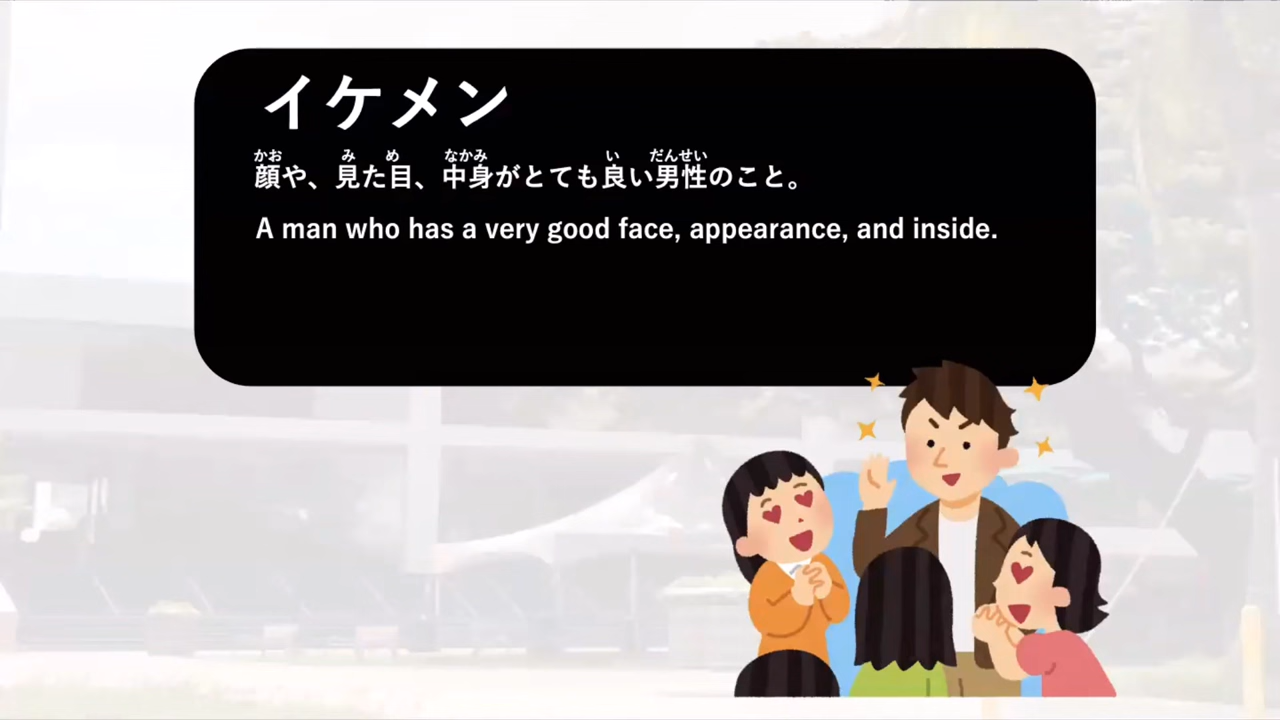 イケメン
かお み め なかみ い だんせい
顔や、見た目、中身がとても良い男性のこと。
A man who has a very good face, appearance, and inside.